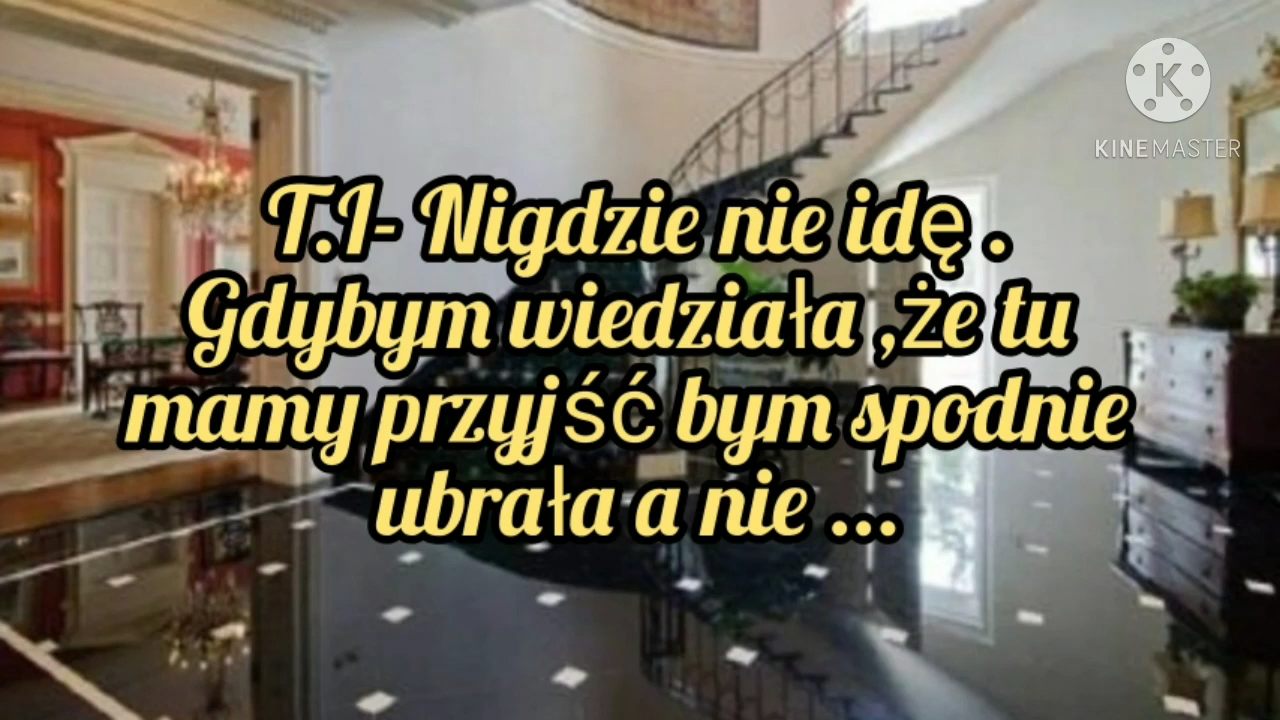 KINEMASTER
T.I- Nigdzie nie idę .
Gdybym wiedziała ,że tu
mamy przyjść bym spodnie
ubrała a nie ...